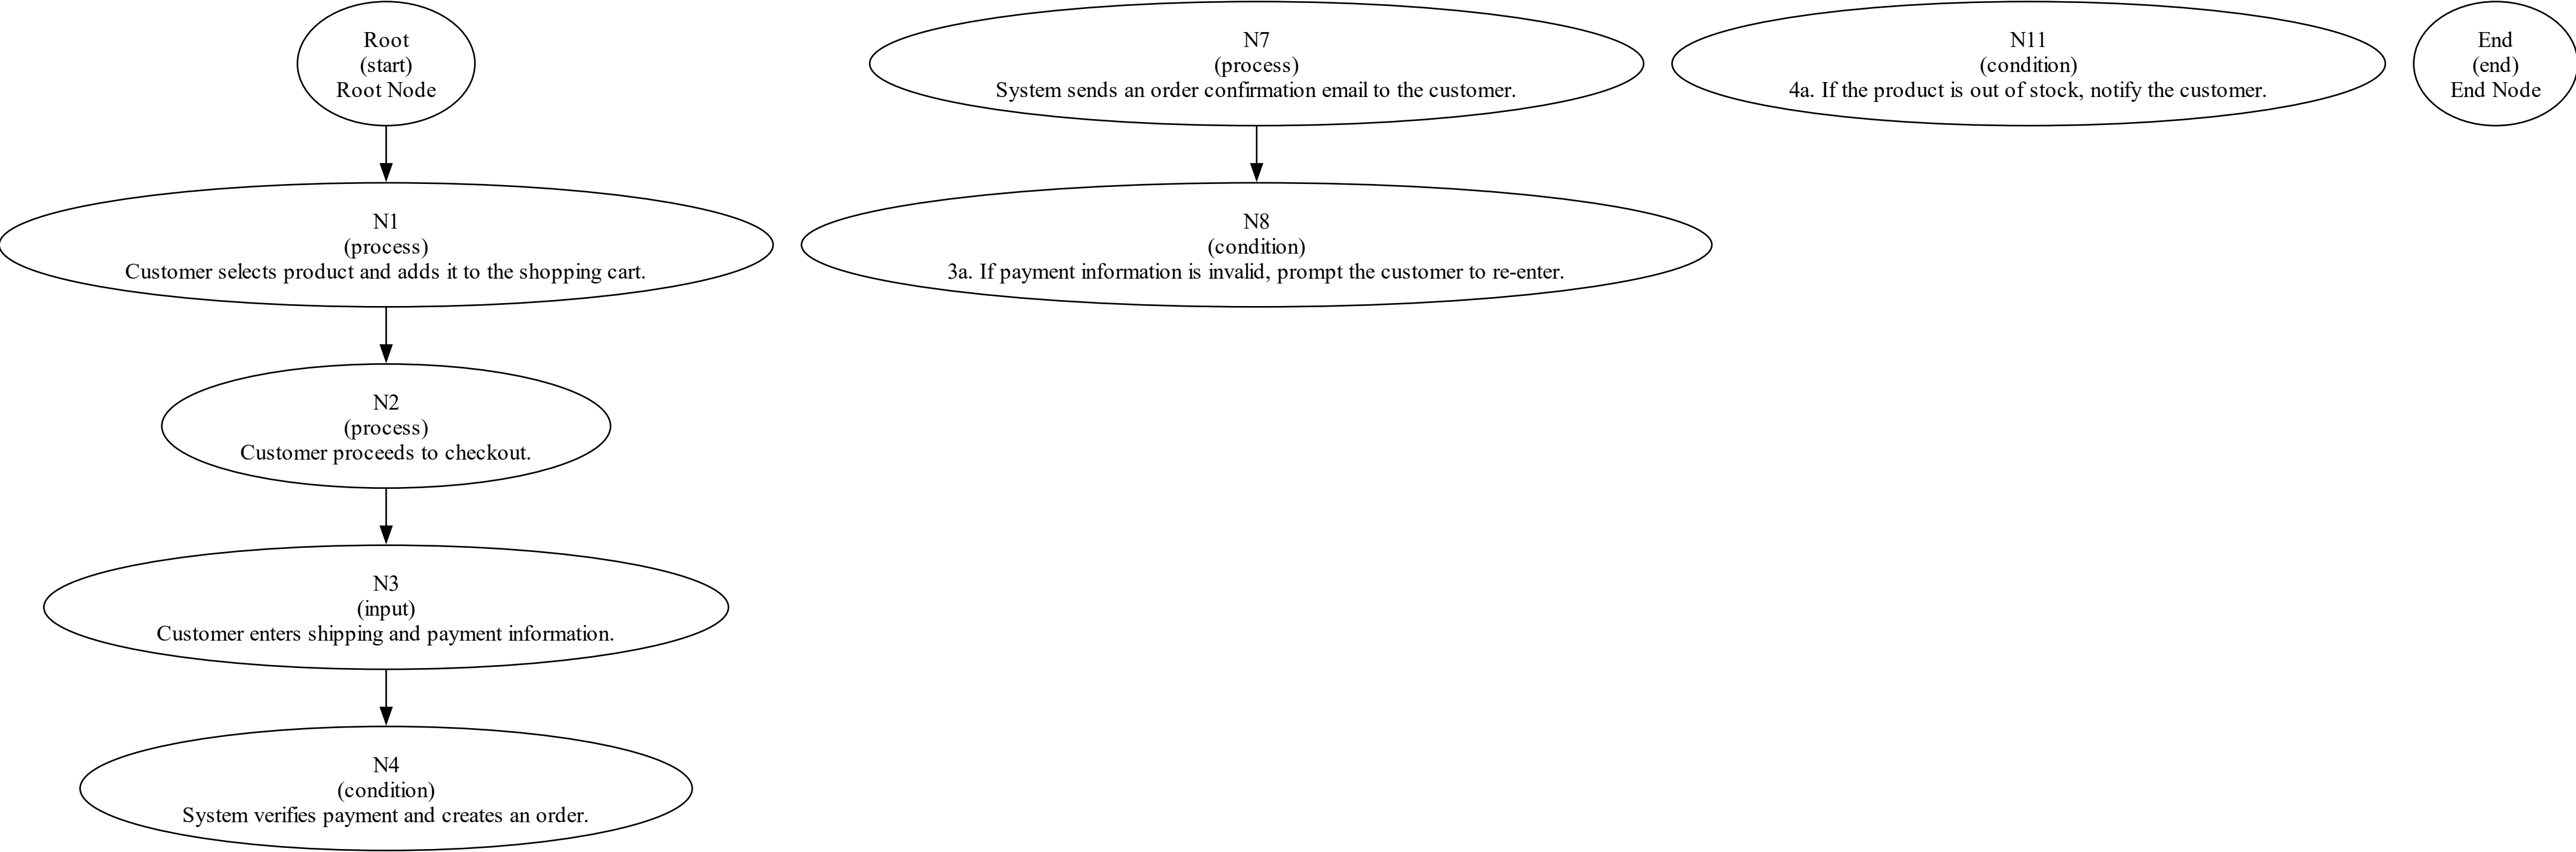 Root
(start)
Root Node
N1
(process)
Customer selects product and adds it to the shopping cart.
N2
(process)
Customer proceeds to checkout.
N3
(input)
Customer enters shipping and payment information.
N4
(condition)
System verifies payment and creates an order.
N7
(process)
System sends an order confirmation email to the customer.
N8
(condition)
3a. If payment information is invalid, prompt the customer to re-enter.
N11
(condition)
4a. If the product is out of stock, notify the customer.
End
(end)
End Node